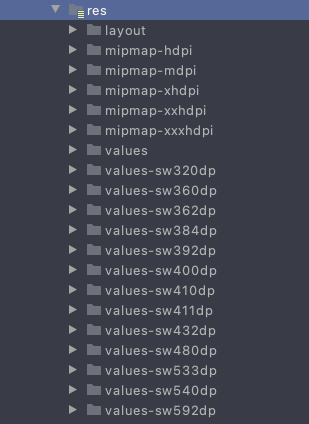 res
layout
mipmap-hdpi
mipmap-mdpi
mipmap-xhdpi
mipmap-xxhdpi
mipmap-xxxhdpi
values
values-sw320dp
values-sw360dp
values-sw362dp
values-sw384dp
values-sw392dp
values-sw400dp
values-sw410dp
values-sw411dp
values-sw432dp
values-sw480dp
values-sw533dp
values-sw540dp
values-sw592dp